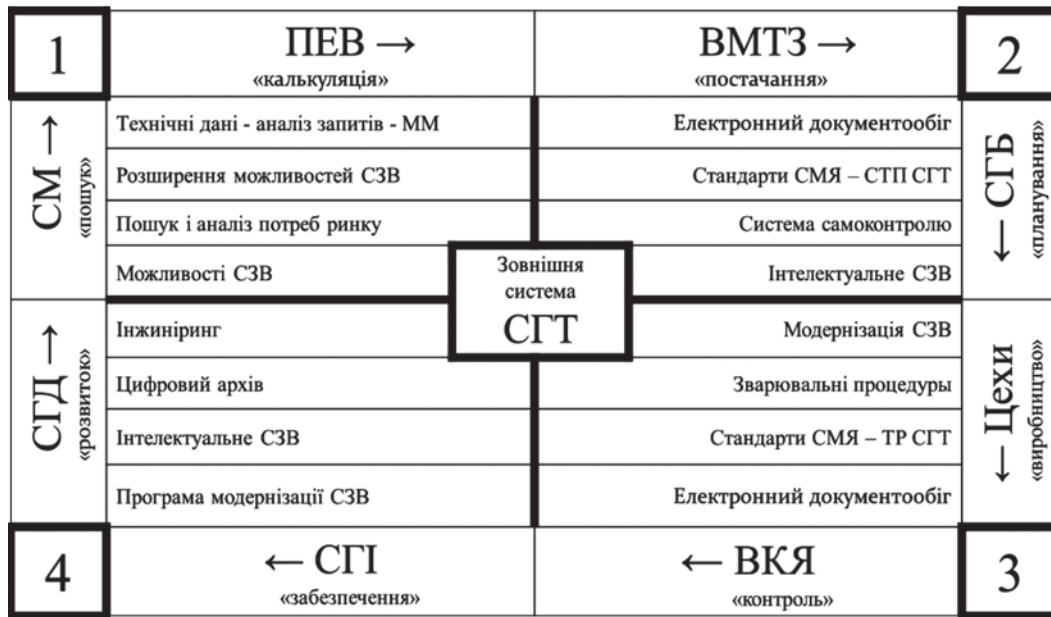 1
ПЕВ →
«калькуляція»
ВМТЗ →
«постачання»
2
СМ →
«пошук»
Технічні дані - аналіз запитів - ММ
Розширення можливостей СЗВ
Пошук і аналіз потреб ринку
Можливості СЗВ
Електронний документообіг
Стандарти СМЯ – СТП СГТ
Система самоконтролю
Інтелектуальне СЗВ
← СГБ
«планування»
Зовнішня
система
СГТ
СГД →
«розвиток»
Інжиніринг
Цифровий архів
Інтелектуальне СЗВ
Програма модернізації СЗВ
Модернізація СЗВ
Зварювальні процедуры
Стандарти СМЯ – ТР СГТ
Електронний документообіг
← Цехи
«виробництво»
4
← СГІ
«забезпечення»
← ВКЯ
«контроль»
3